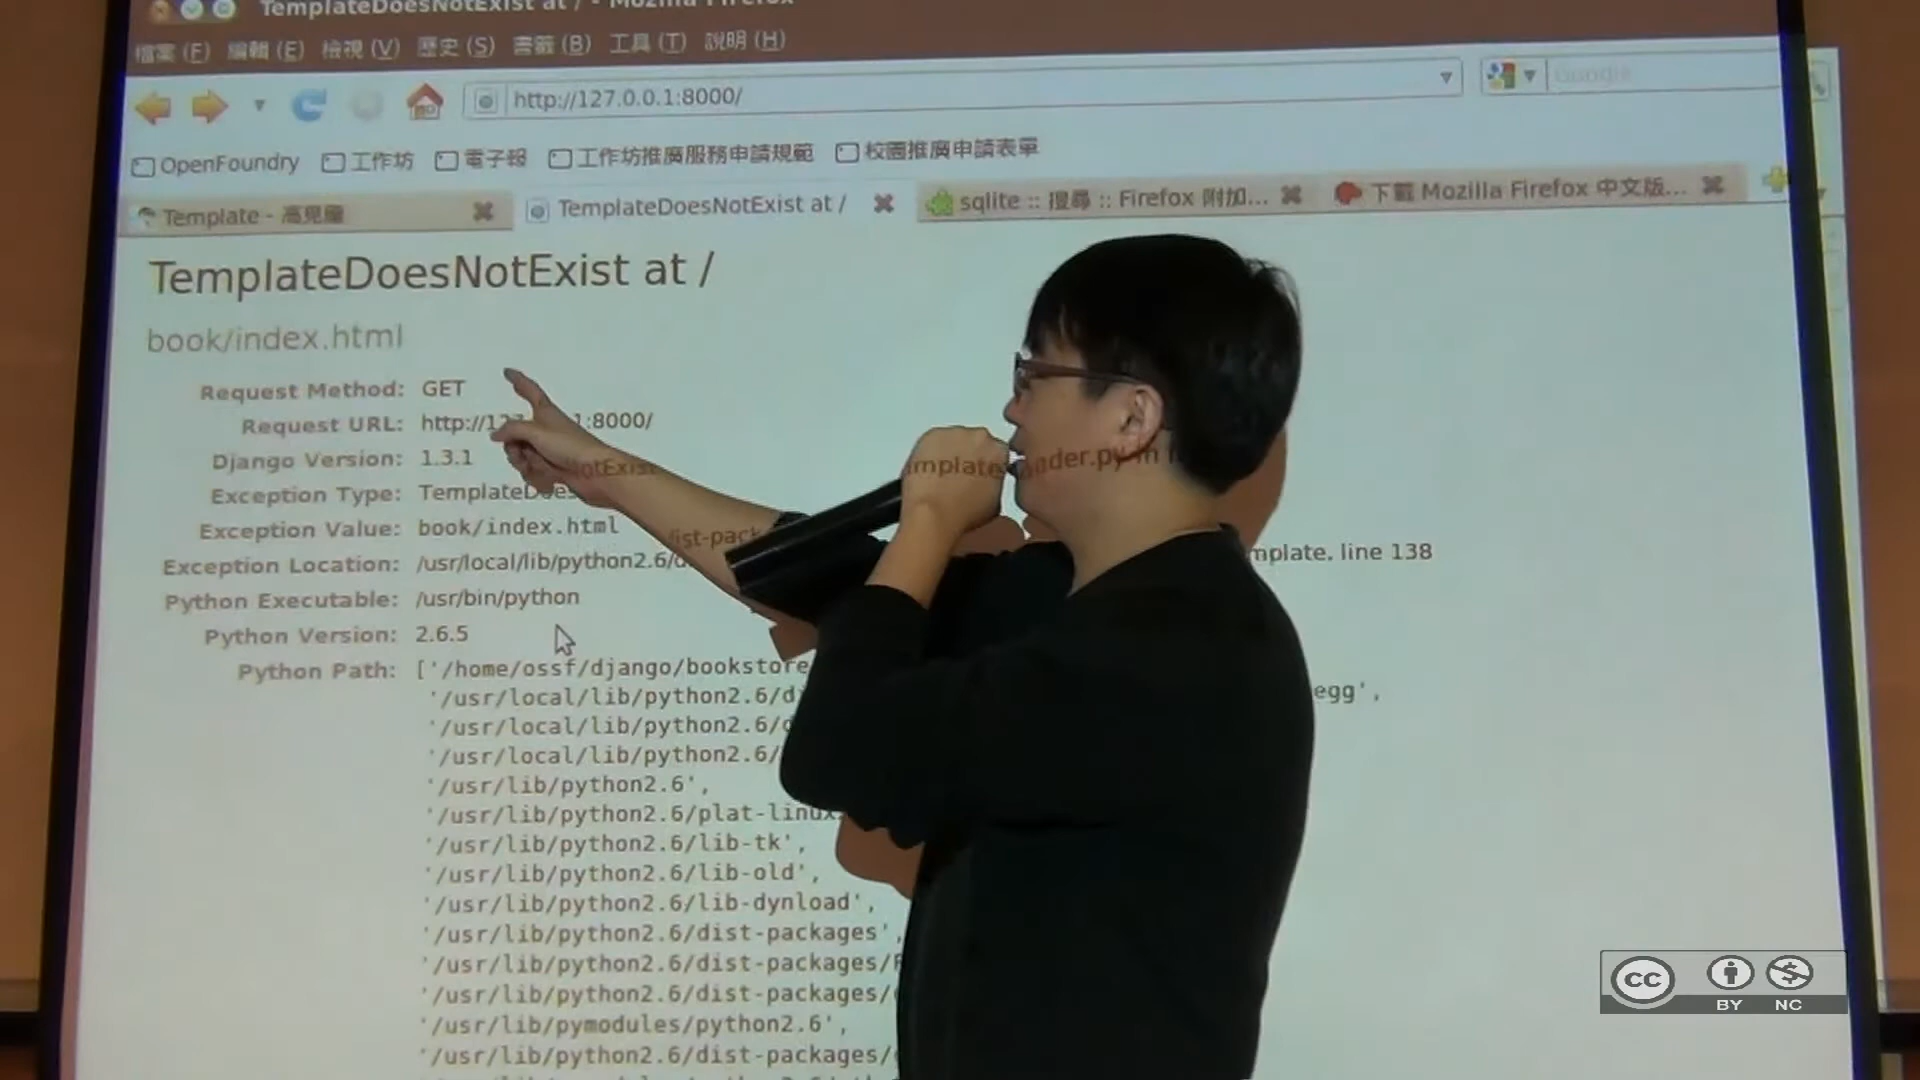 TemplateDoesNotExist at / - Mozilla Firefox
檔案 (F) 編輯 (E) 檢視 (V) 歷史 (S) 書籤 (B) 工具 (T) 說明 (H)
http://127.0.0.1:8000/ Google
OpenFoundry 工作坊 電子報 工作坊推廣服務申請規範 校園推廣申請表單
Template - 高見龍 TemplateDoesNotExist at / sqlite :: 搜尋 :: Firefox 附加... 下載 Mozilla Firefox 中文版...
TemplateDoesNotExist at /
book/index.html
Request Method: GET
Request URL: http://127 1:8000/
Django Version: 1.3.1
Exception Type: TemplateDoes NotExist
Exception Value: book/index.html
Exception Location: /usr/local/lib/python2.6/d ist-pack mplate, line 138
Python Executable: /usr/bin/python
Python Version: 2.6.5
Python Path: ['/home/ossf/django/bookstore
'/usr/local/lib/python2.6/d egg',
'/usr/local/lib/python2.6/d
'/usr/local/lib/python2.6/
'/usr/lib/python2.6',
'/usr/lib/python2.6/plat-linux
'/usr/lib/python2.6/lib-tk',
'/usr/lib/python2.6/lib-old',
'/usr/lib/python2.6/lib-dynload',
'/usr/lib/python2.6/dist-packages',
'/usr/lib/python2.6/dist-packages/
'/usr/lib/python2.6/dist-packages/
'/usr/lib/pymodules/python2.6',
'/usr/lib/python2.6/dist-packages/
CC BY NC